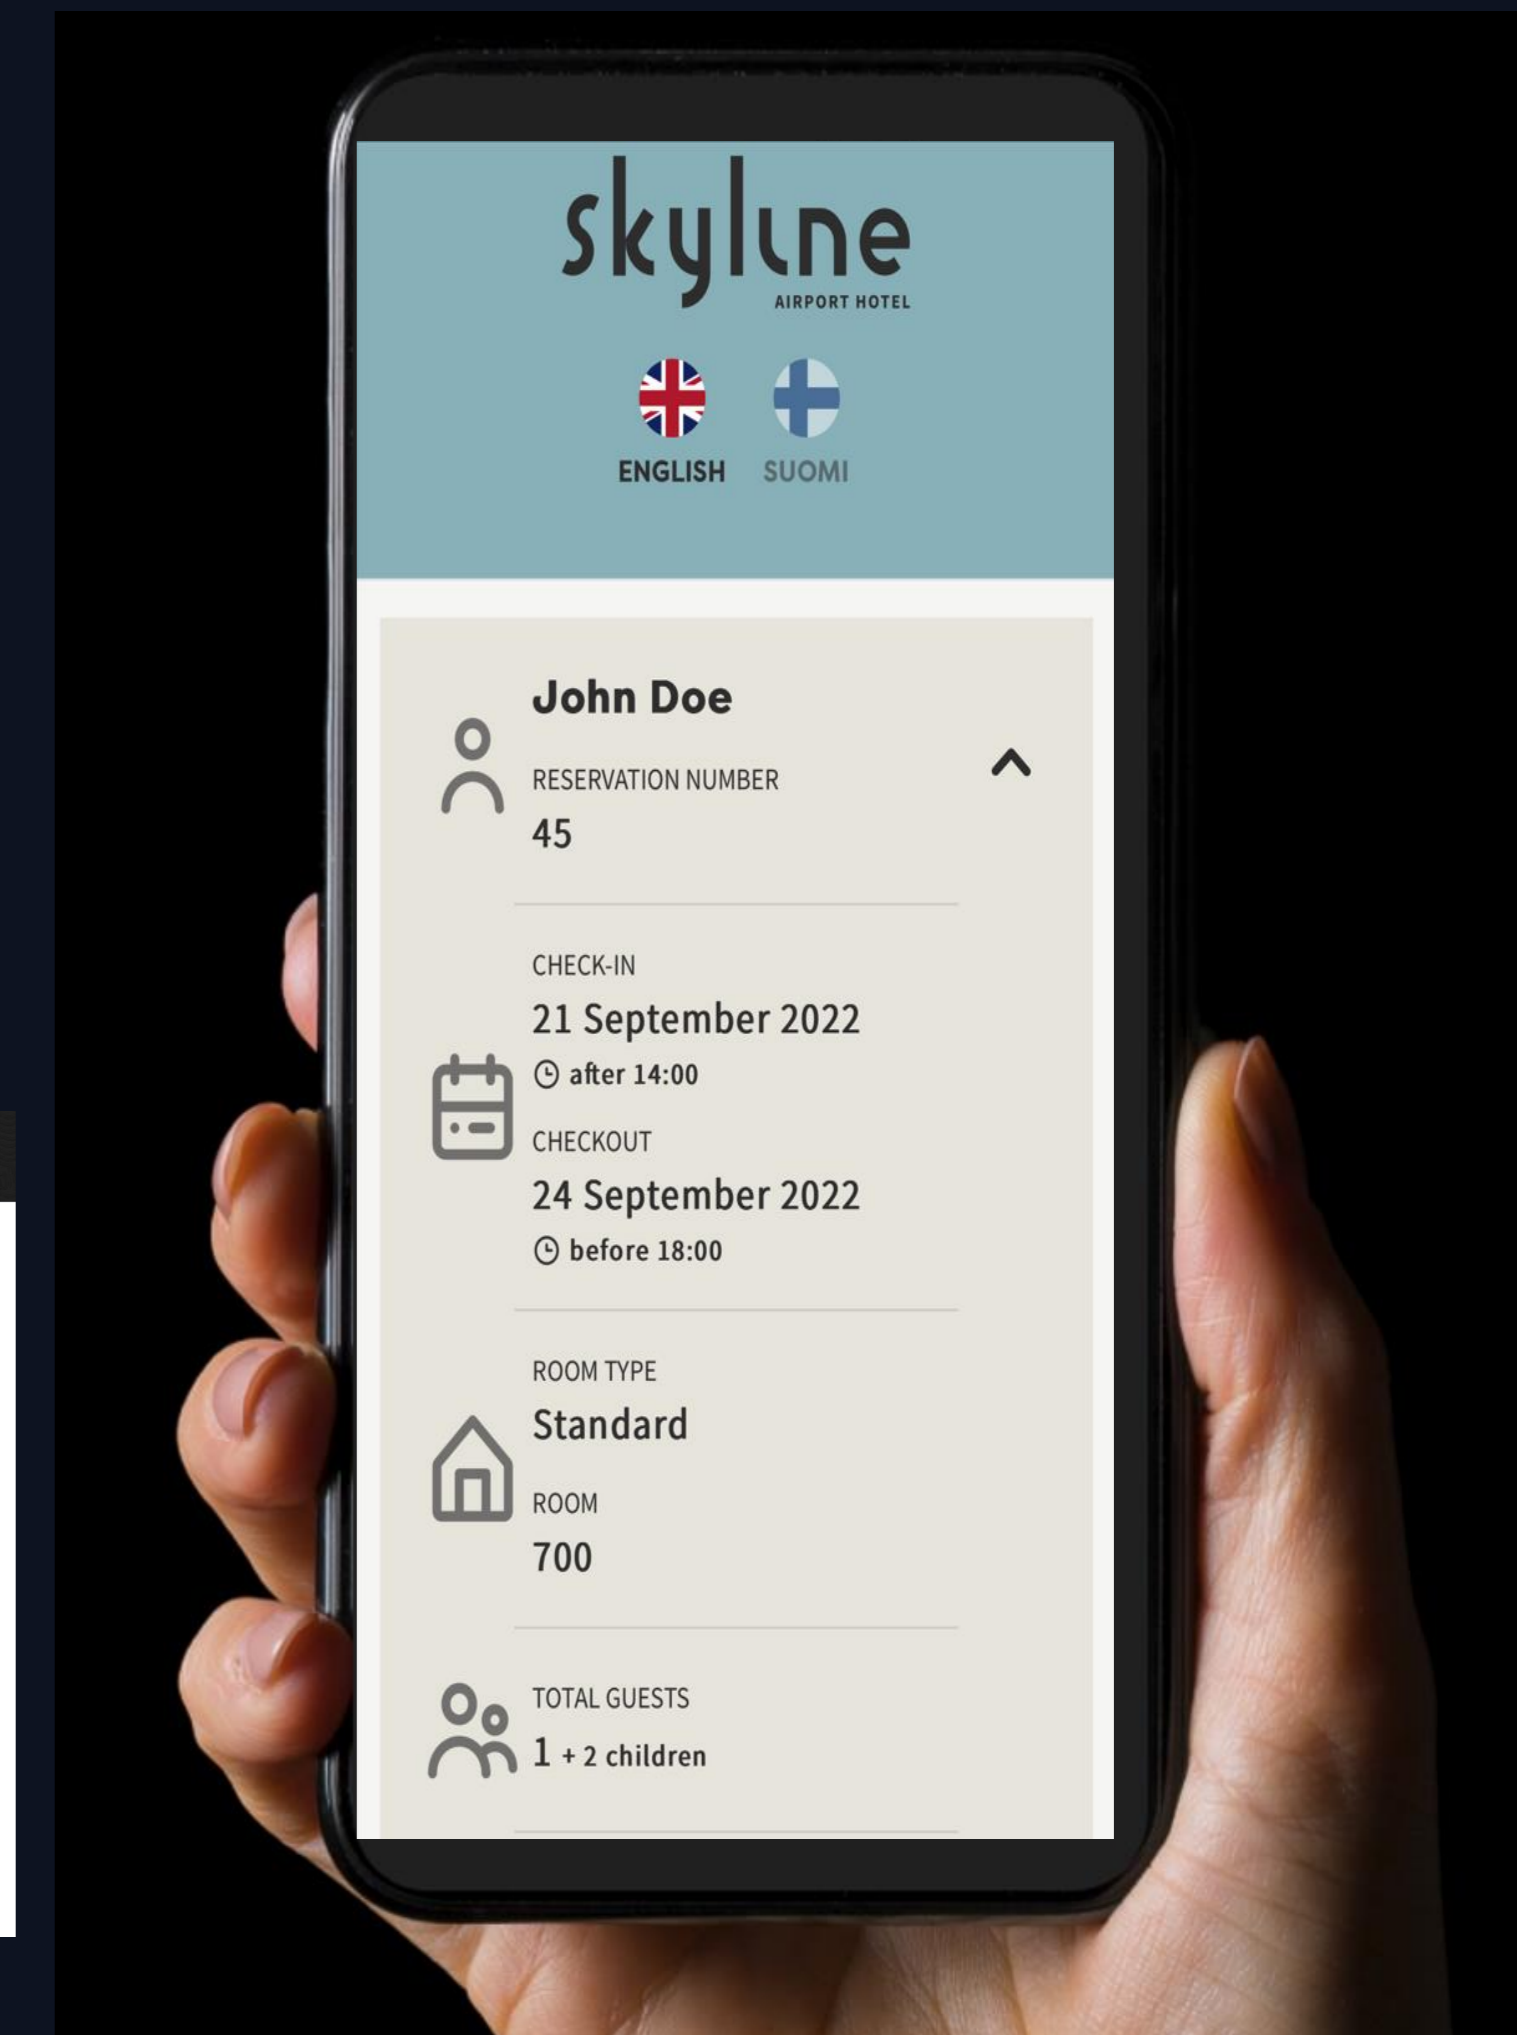 skyline
AIRPORT HOTEL
ENGLISH SUOMI
John Doe
RESERVATION NUMBER
45
CHECK-IN
21 September 2022
after 14:00
CHECKOUT
24 September 2022
before 18:00
ROOM TYPE
Standard
ROOM
700
TOTAL GUESTS
1 + 2 children